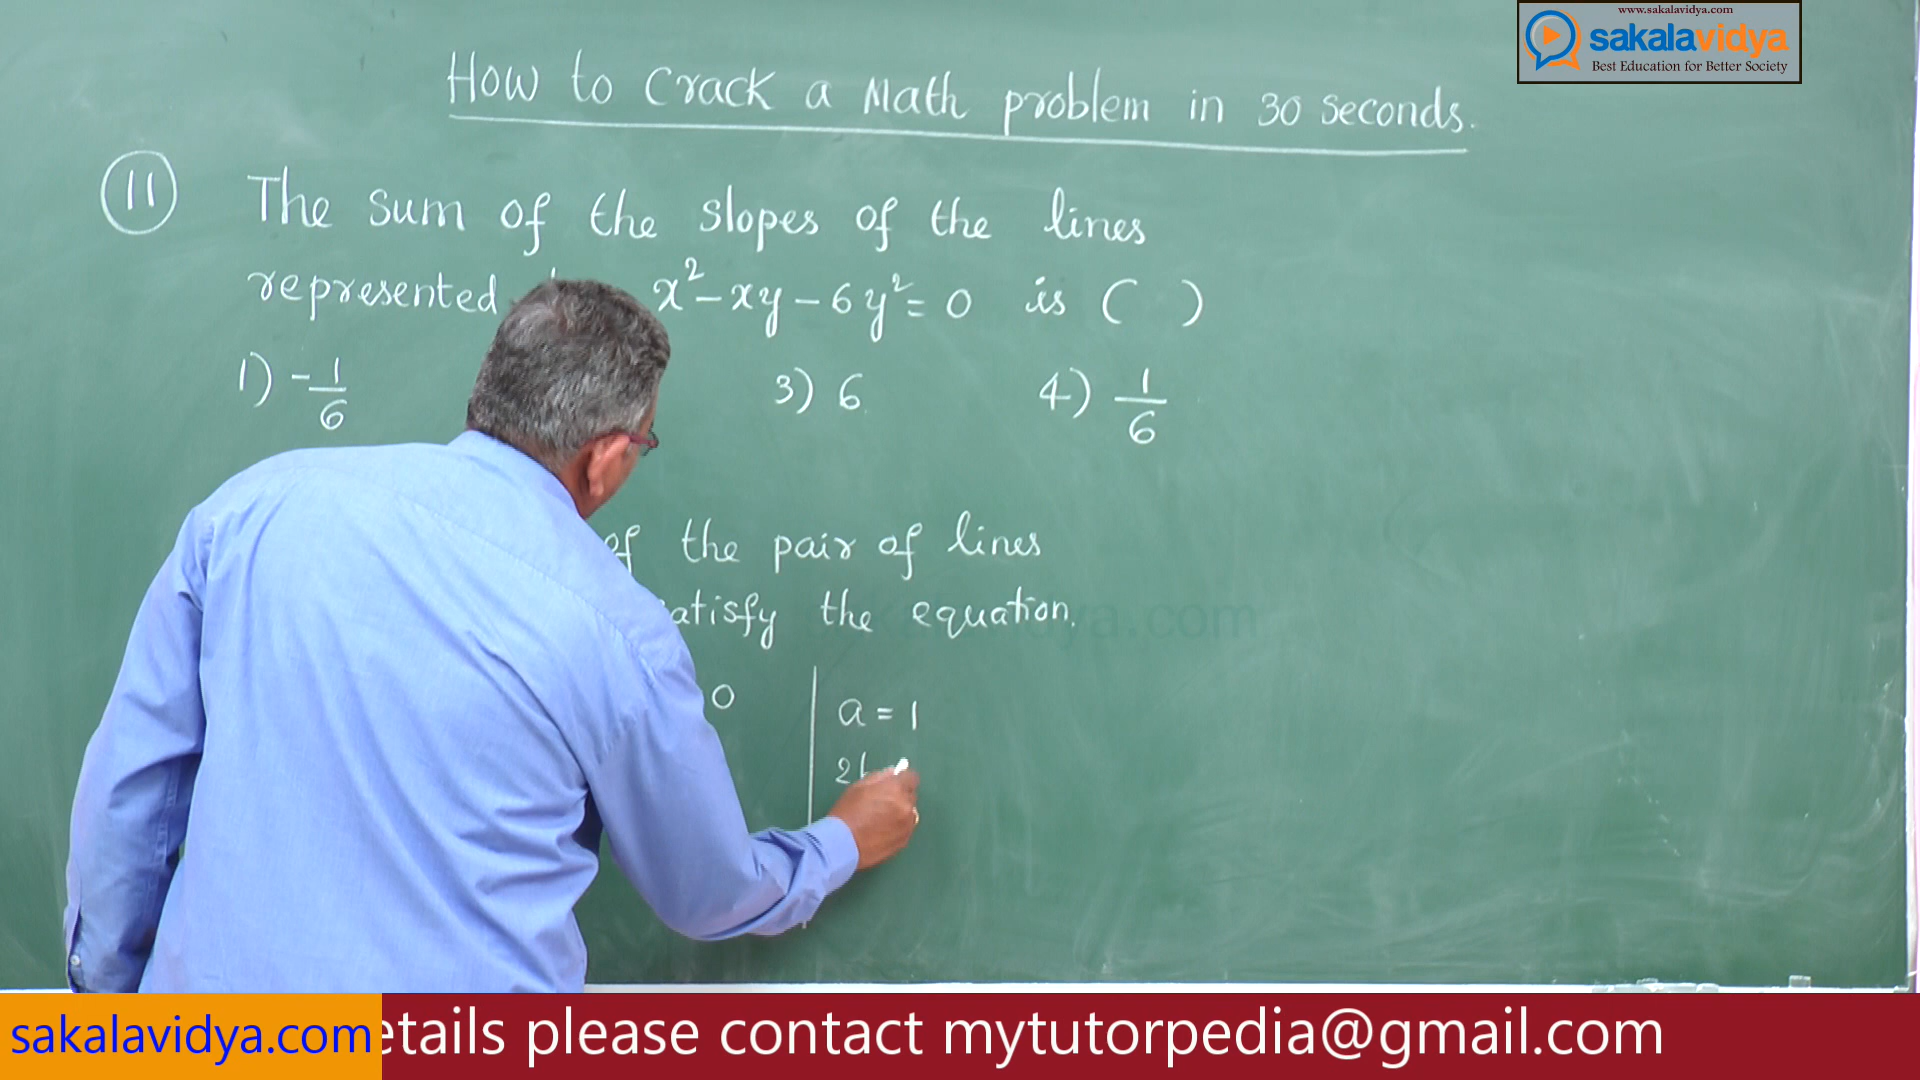 www.sakalavidya.com
sakalavidya
Best Education for Better Society
How to Crack a Math problem in 30 seconds.
11 The sum of the slopes of the lines
represented x² - xy - 6y² = 0 is ( )
1) -1/6 3) 6 4) 1/6
of the pair of lines
satisfy the equation.
0 a = 1
sakalavidya.com etails please contact mytutorpedia@gmail.com